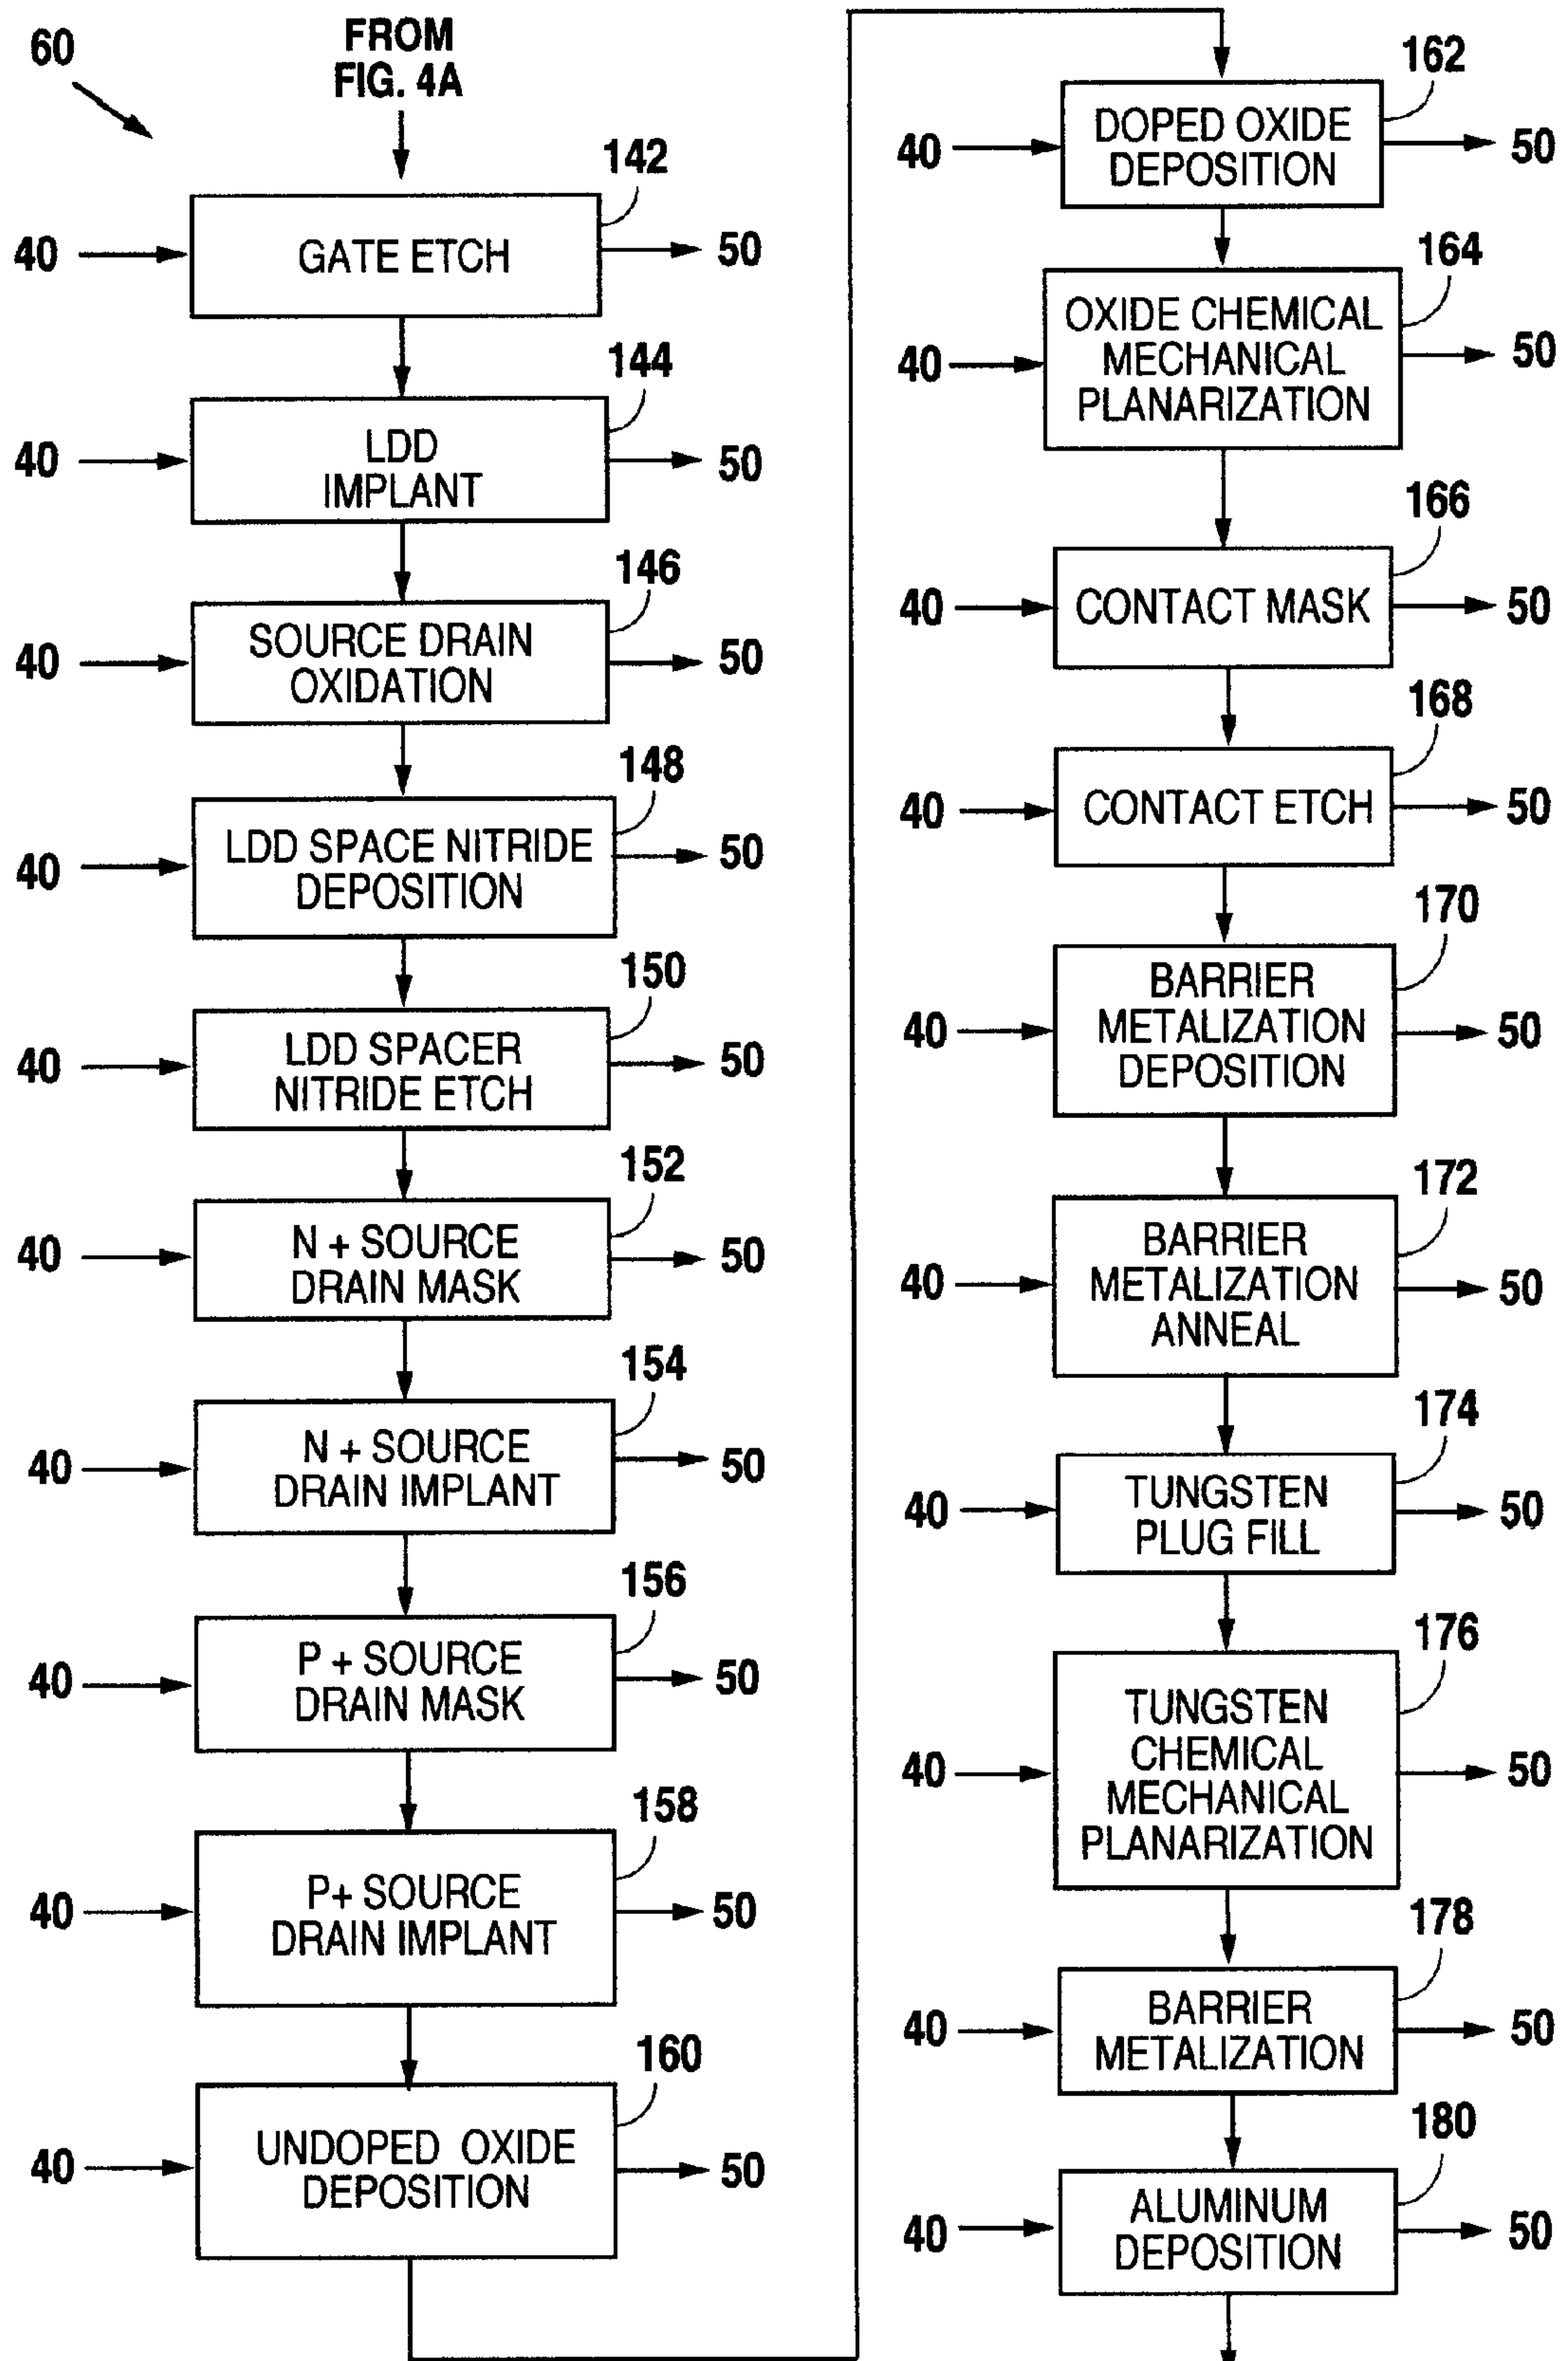 60
FROM
FIG. 4A
142
40
GATE ETCH
50
144
40
LDD
IMPLANT
50
146
40
SOURCE DRAIN
OXIDATION
50
148
40
LDD SPACE NITRIDE
DEPOSITION
50
150
40
LDD SPACER
NITRIDE ETCH
50
152
40
N + SOURCE
DRAIN MASK
50
154
40
N + SOURCE
DRAIN IMPLANT
50
156
40
P + SOURCE
DRAIN MASK
50
158
40
P+ SOURCE
DRAIN IMPLANT
50
160
40
UNDOPED OXIDE
DEPOSITION
50
162
40
DOPED OXIDE
DEPOSITION
50
164
40
OXIDE CHEMICAL
MECHANICAL
PLANARIZATION
50
166
40
CONTACT MASK
50
168
40
CONTACT ETCH
50
170
40
BARRIER
METALIZATION
DEPOSITION
50
172
40
BARRIER
METALIZATION
ANNEAL
50
174
40
TUNGSTEN
PLUG FILL
50
176
40
TUNGSTEN
CHEMICAL
MECHANICAL
PLANARIZATION
50
178
40
BARRIER
METALIZATION
50
180
40
ALUMINUM
DEPOSITION
50